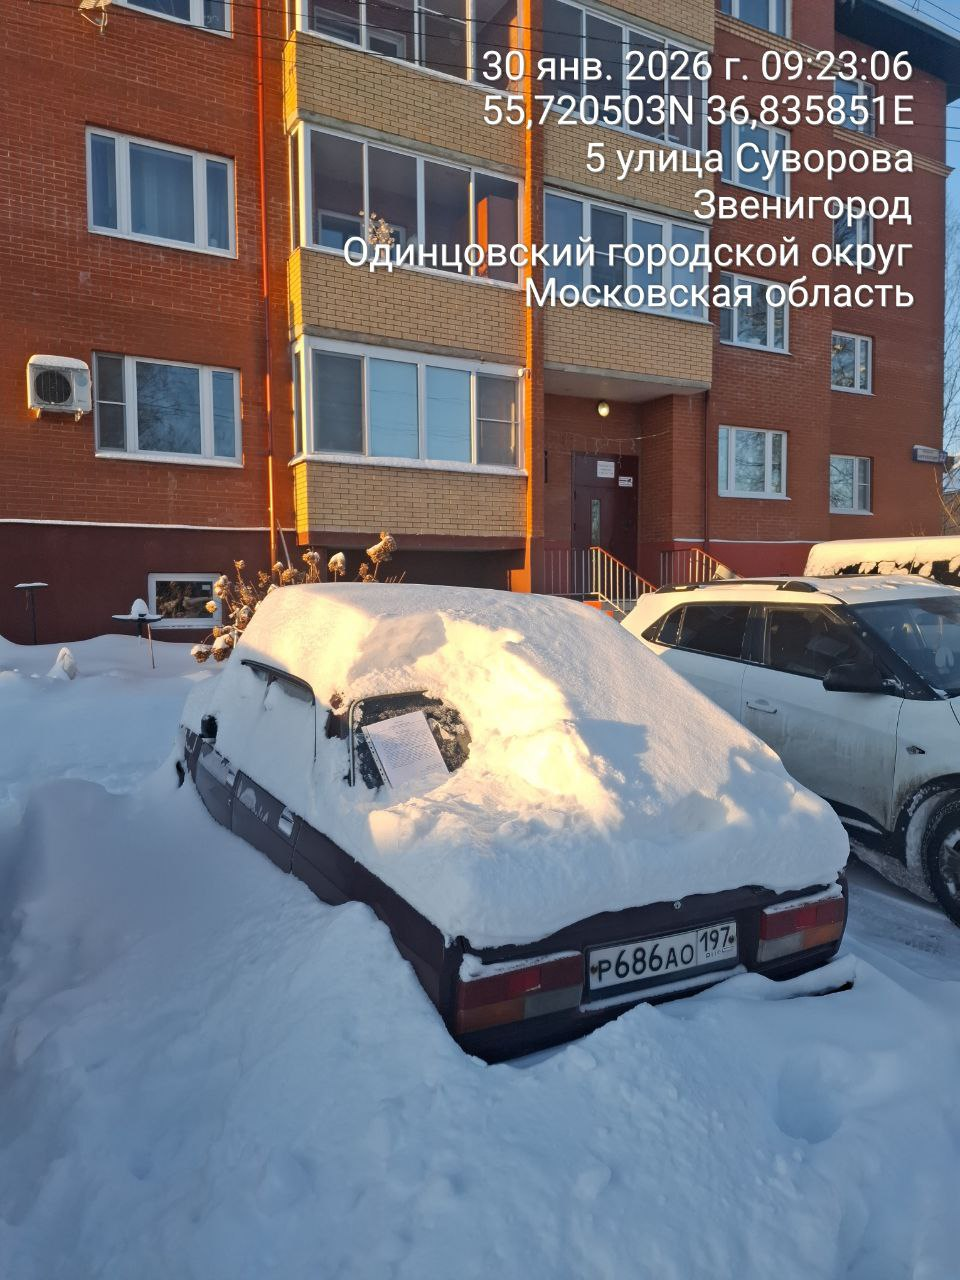 30 янв. 2026 г. 09:23:06
55,720503N 36,835851E
5 улица Суворова
Звенигород
Одинцовский городской округ
Московская область
Р686АО 197
RUS